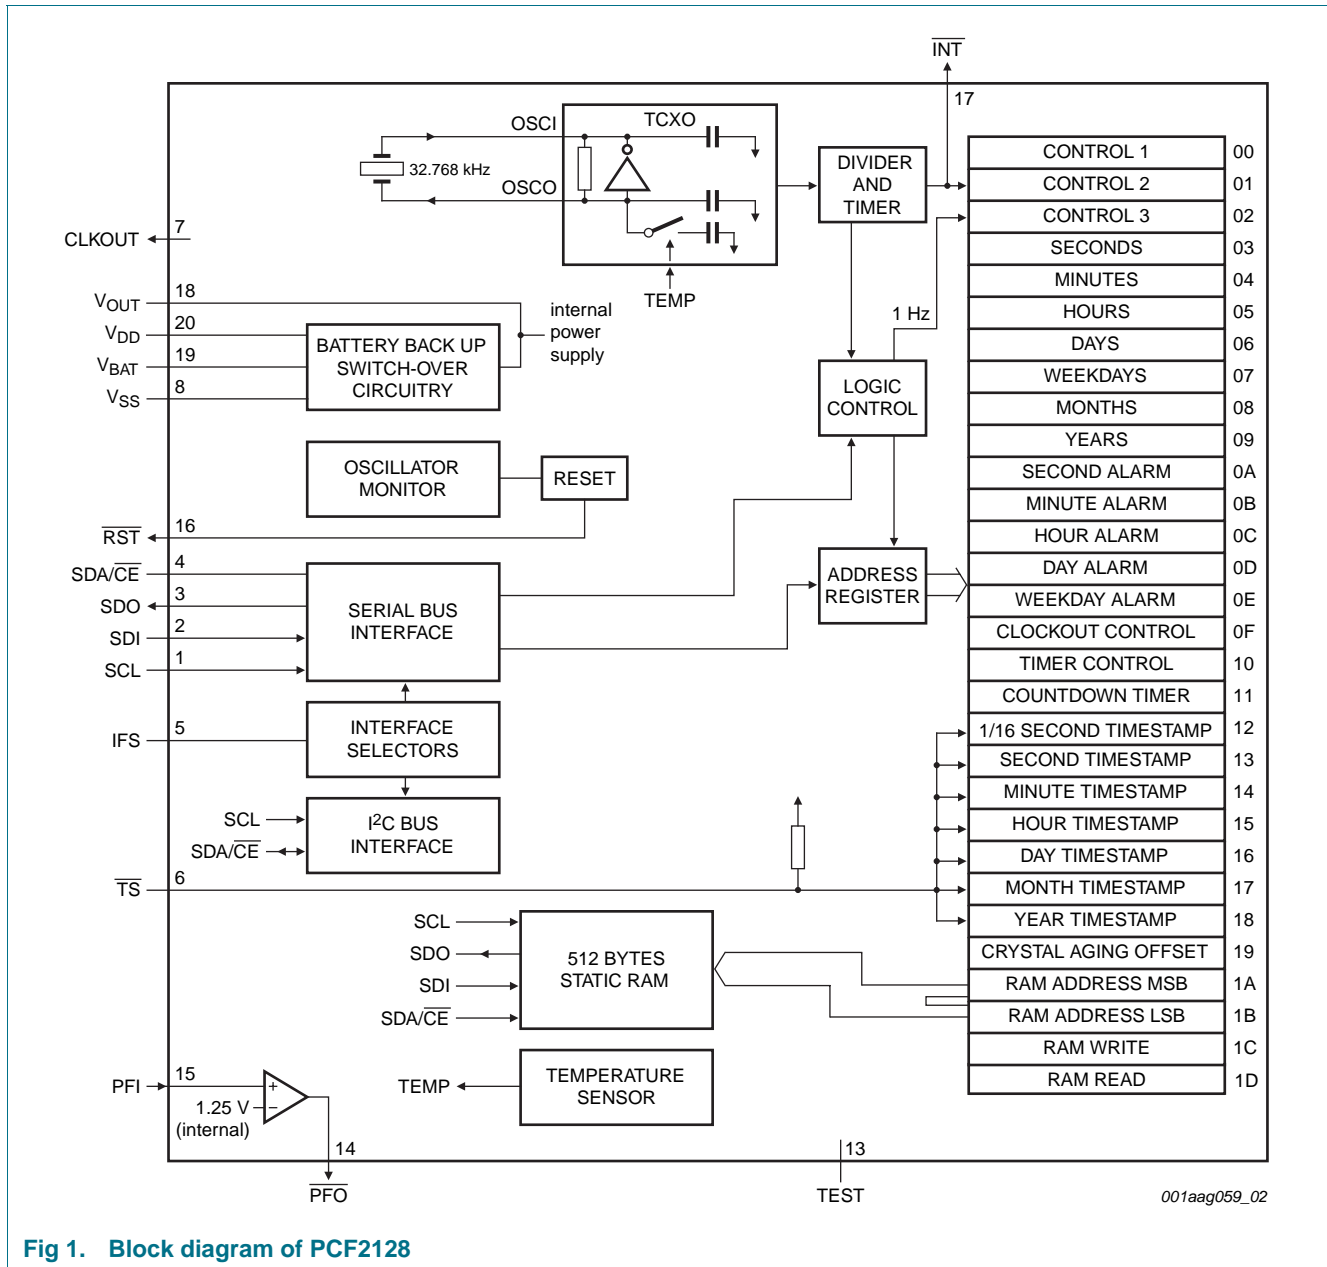 INT
17
OSCI
TCXO
32.768 kHz
OSCO
TEMP
DIVIDER
AND
TIMER
7
CLKOUT
18
VOUT
20
VDD
19
VBAT
8
VSS
BATTERY BACK UP
SWITCH-OVER
CIRCUITRY
internal
power
supply
1 Hz
LOGIC
CONTROL
OSCILLATOR
MONITOR
RESET
16
RST
4
SDA/CE
3
SDO
2
SDI
1
SCL
SERIAL BUS
INTERFACE
ADDRESS
REGISTER
5
IFS
INTERFACE
SELECTORS
SCL
SDA/CE
I2C BUS
INTERFACE
6
TS
SCL
SDO
SDI
SDA/CE
512 BYTES
STATIC RAM
TEMP
TEMPERATURE
SENSOR
15
PFI
+
1.25 V
−
(internal)
14
PFO
13
TEST
CONTROL 1 00
CONTROL 2 01
CONTROL 3 02
SECONDS 03
MINUTES 04
HOURS 05
DAYS 06
WEEKDAYS 07
MONTHS 08
YEARS 09
SECOND ALARM 0A
MINUTE ALARM 0B
HOUR ALARM 0C
DAY ALARM 0D
WEEKDAY ALARM 0E
CLOCKOUT CONTROL 0F
TIMER CONTROL 10
COUNTDOWN TIMER 11
1/16 SECOND TIMESTAMP 12
SECOND TIMESTAMP 13
MINUTE TIMESTAMP 14
HOUR TIMESTAMP 15
DAY TIMESTAMP 16
MONTH TIMESTAMP 17
YEAR TIMESTAMP 18
CRYSTAL AGING OFFSET 19
RAM ADDRESS MSB 1A
RAM ADDRESS LSB 1B
RAM WRITE 1C
RAM READ 1D
001aag059_02
Fig 1. Block diagram of PCF2128